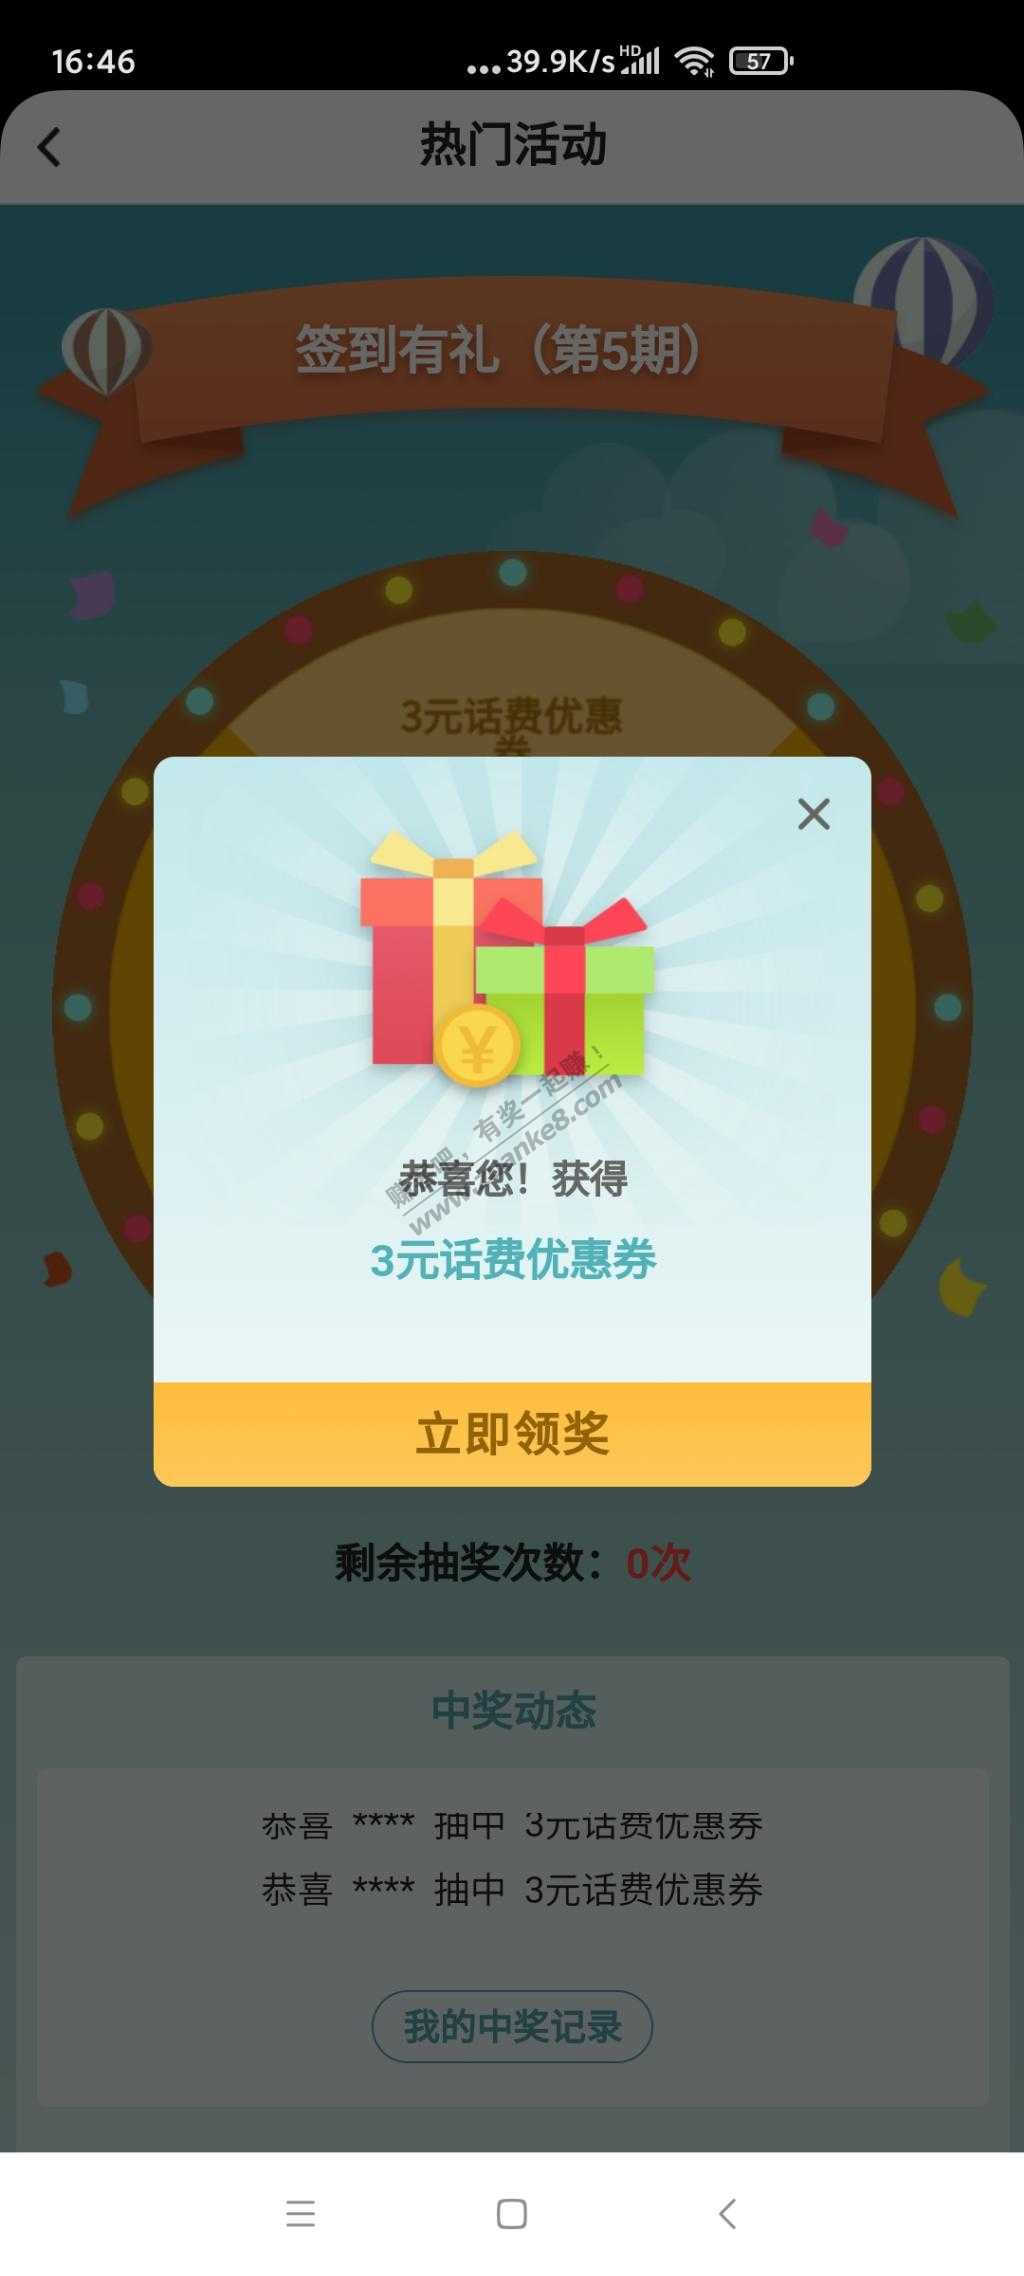 16:46
...39.9K/s HD 57
热门活动
签到有礼（第5期）
3元话费优惠
券
¥
赚客吧，有奖一起赚！
www.zuanke8.com
恭喜您！获得
3元话费优惠券
立即领奖
剩余抽奖次数：0次
中奖动态
恭喜 **** 抽中 3元话费优惠券
恭喜 **** 抽中 3元话费优惠券
我的中奖记录